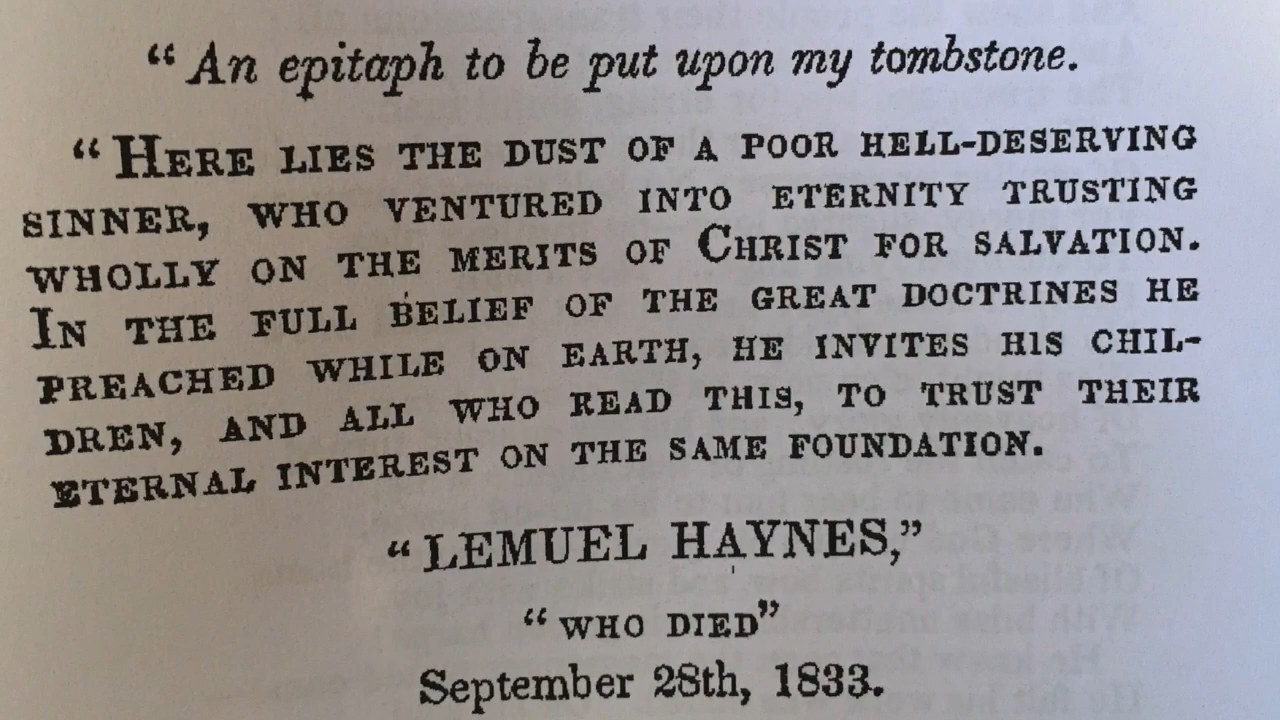 “An epitaph to be put upon my tombstone.
“HERE LIES THE DUST OF A POOR HELL-DESERVING
SINNER, WHO VENTURED INTO ETERNITY TRUSTING
WHOLLY ON THE MERITS OF CHRIST FOR SALVATION.
IN THE FULL BELIEF OF THE GREAT DOCTRINES HE
PREACHED WHILE ON EARTH, HE INVITES HIS CHIL-
DREN, AND ALL WHO READ THIS, TO TRUST THEIR
ETERNAL INTEREST ON THE SAME FOUNDATION.
“LEMUEL HAYNES,”
“WHO DIED”
September 28th, 1833.